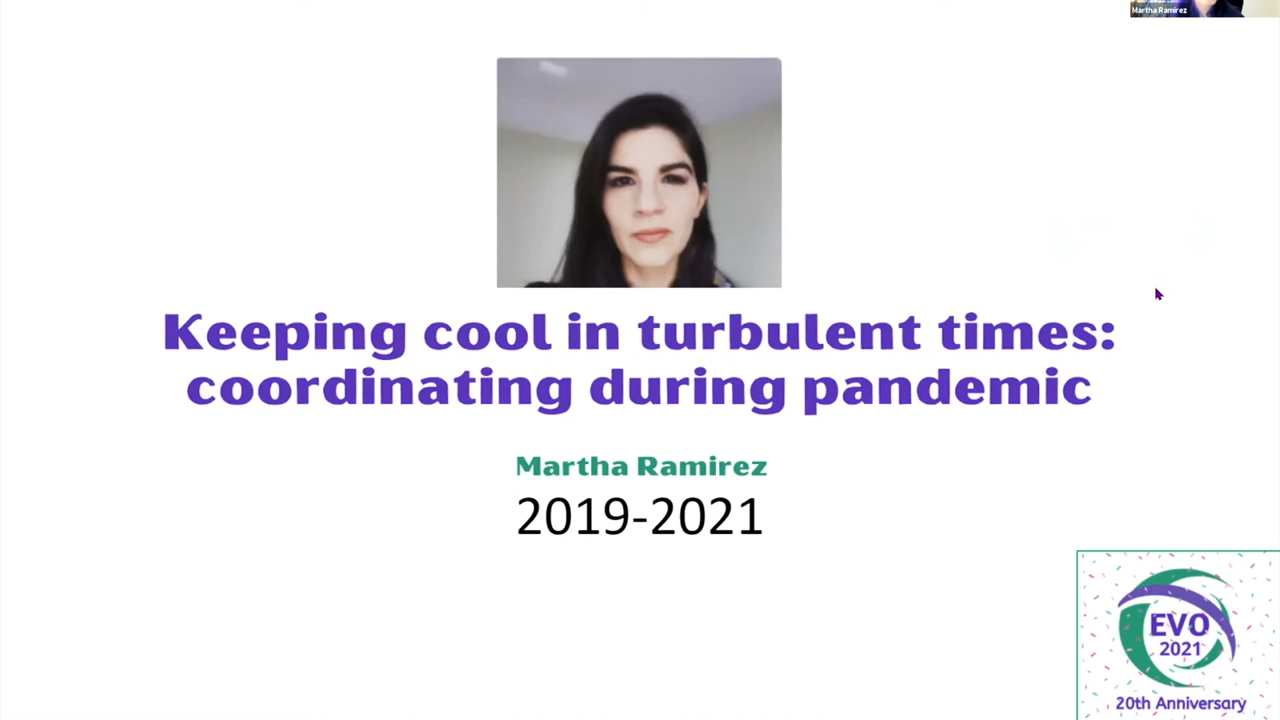 Martha Ramirez
Keeping cool in turbulent times:
coordinating during pandemic
Martha Ramirez
2019-2021
EVO
2021
20th Anniversary